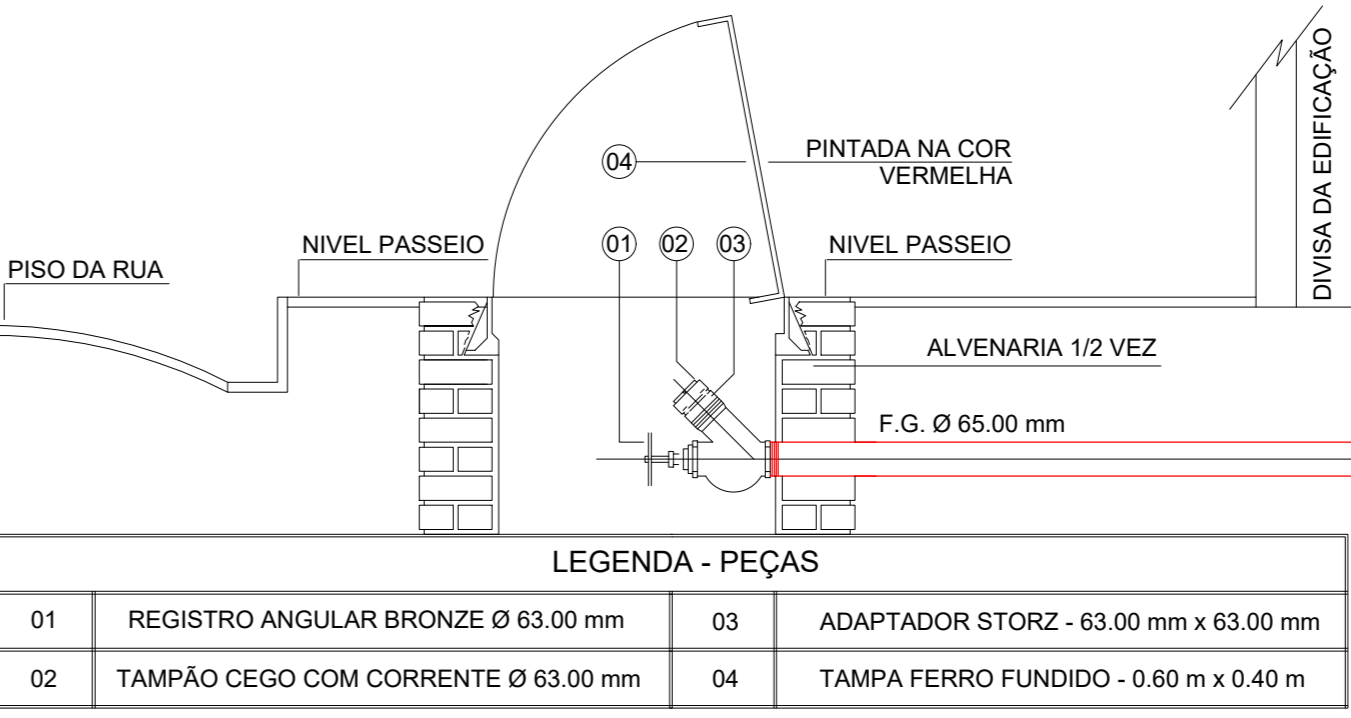 04
PINTADA NA COR
VERMELHA
DIVISA DA EDIFICAÇÃO
PISO DA RUA
NIVEL PASSEIO
01
02
03
NIVEL PASSEIO
ALVENARIA 1/2 VEZ
F.G. Ø 65.00 mm
LEGENDA - PEÇAS
01 REGISTRO ANGULAR BRONZE Ø 63.00 mm 03 ADAPTADOR STORZ - 63.00 mm x 63.00 mm
02 TAMPÃO CEGO COM CORRENTE Ø 63.00 mm 04 TAMPA FERRO FUNDIDO - 0.60 m x 0.40 m